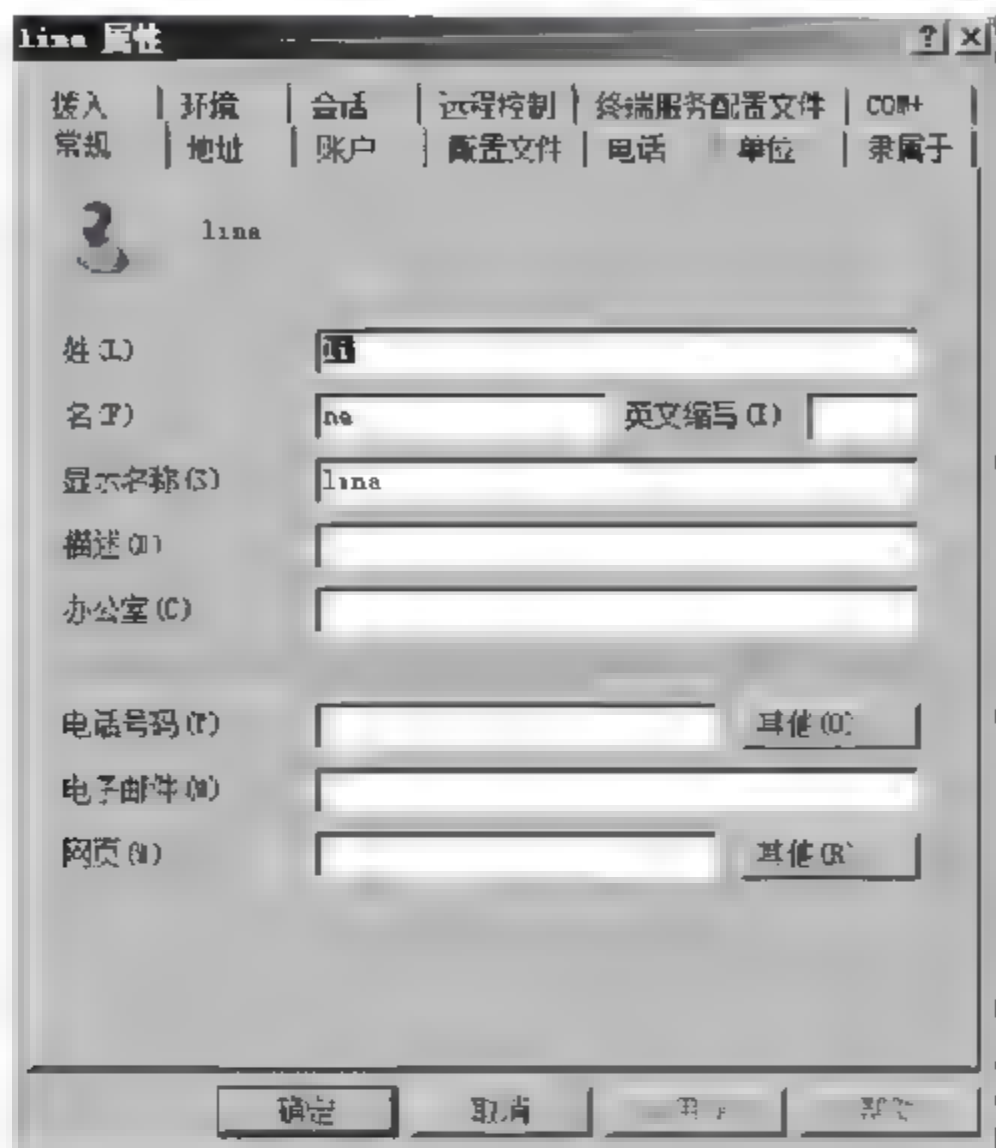 lina 属性
拨入 环境 会话 远程控制 终端服务配置文件 COM+
常规 地址 账户 配置文件 电话 单位 隶属于
lina
姓(L) li
名(F) na 英文缩写(I)
显示名称(S) lina
描述(D)
办公室(C)
电话号码(T) 其他(O)
电子邮件(M)
网页(W) 其他(R)
确定 取消